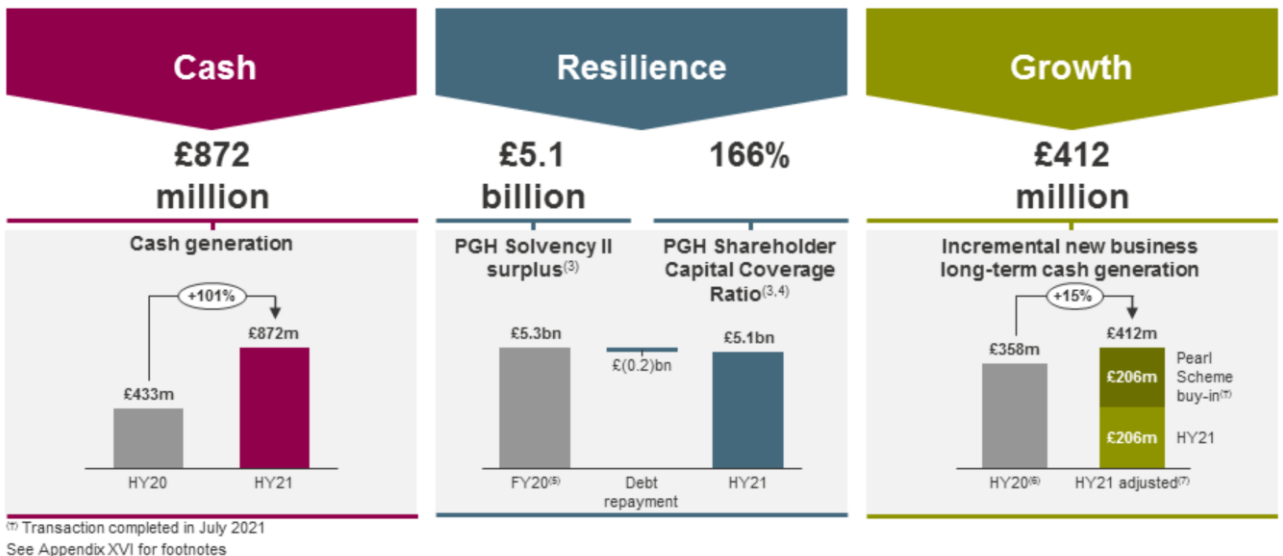 Cash
£872
million
Cash generation
+101%
£872m
£433m
HY20
HY21
Resilience
£5.1
billion
166%
PGH Solvency II
surplus(3)
PGH Shareholder
Capital Coverage
Ratio(3,4)
£5.3bn
£(0.2)bn
£5.1bn
FY20(5)
Debt
repayment
HY21
Growth
£412
million
Incremental new business
long-term cash generation
+15%
£412m
£358m
£206m
Pearl
Scheme
buy-in(T)
£206m
HY21
HY20(6)
HY21 adjusted(7)
(T) Transaction completed in July 2021
See Appendix XVI for footnotes